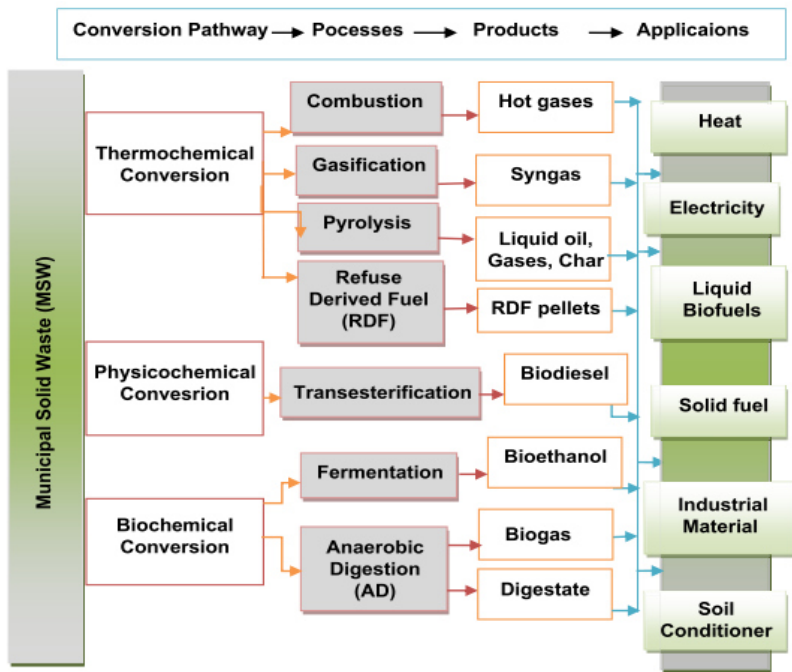 Conversion Pathway
Pocesses
Products
Applicaions
Municipal Solid Waste (MSW)
Thermochemical
Conversion
Combustion
Hot gases
Gasification
Syngas
Pyrolysis
Liquid oil,
Gases, Char
Refuse
Derived Fuel
(RDF)
RDF pellets
Physicochemical
Convesrion
Transesterification
Biodiesel
Biochemical
Conversion
Fermentation
Bioethanol
Anaerobic
Digestion
(AD)
Biogas
Digestate
Heat
Electricity
Liquid
Biofuels
Solid fuel
Industrial
Material
Soil
Conditioner